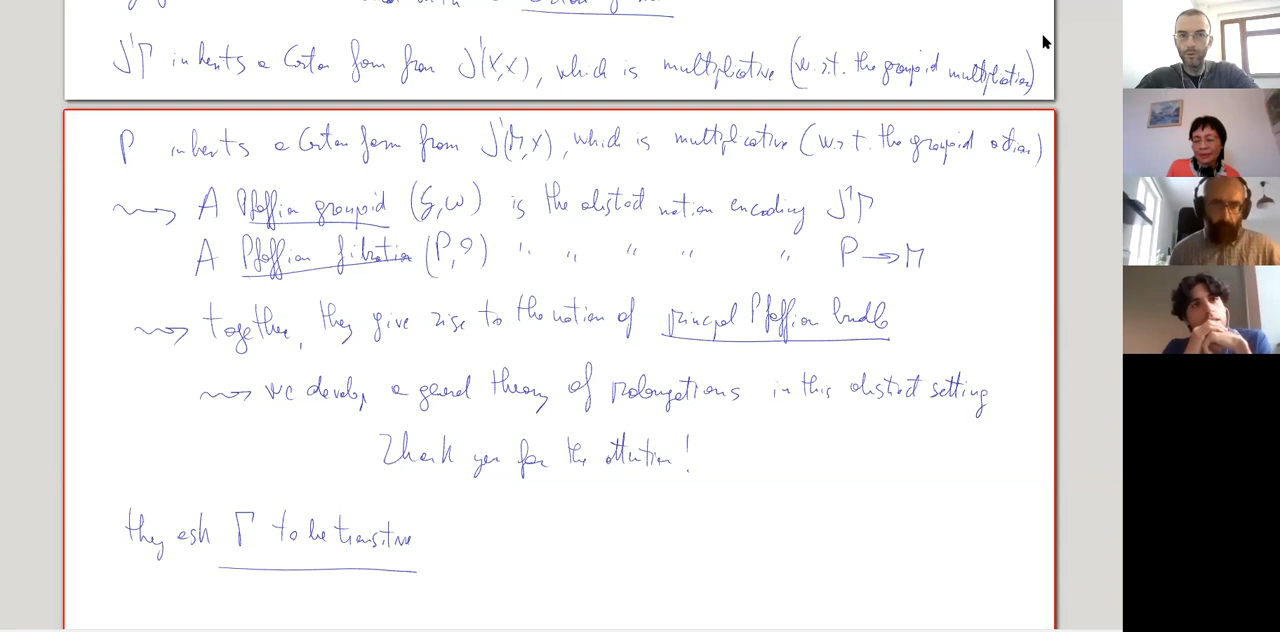 J¹Γ inherits a Cartan form from J¹(X,X), which is multiplicative (w.r.t. the groupoid multiplication)
P inherits a Cartan form from J¹(M,X), which is multiplicative (w.r.t. the groupoid action)
⇝ A Pfaffian groupoid (G,ω) is the abstract notion encoding J¹Γ
A Pfaffian fibration (P,θ) " " " " " P → M
⇝ together, they give rise to the notion of principal Pfaffian bundle
⇝ we develop a general theory of prolongations in this abstract setting
Thank you for the attention!
they ask Γ to be transitive